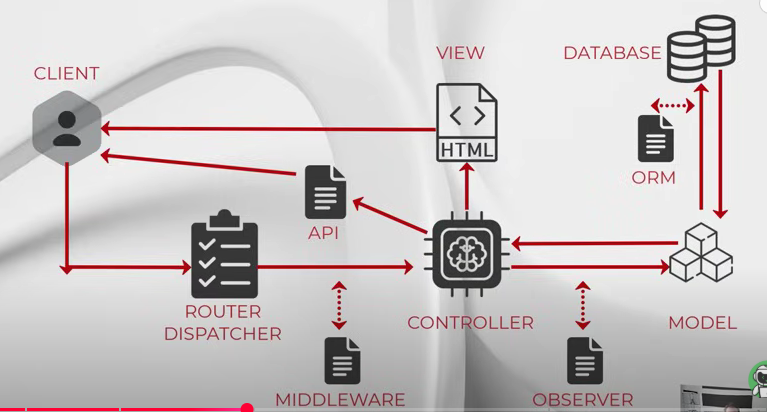 VIEW
DATABASE
CLIENT
HTML
ORM
API
ROUTER
DISPATCHER
CONTROLLER
MODEL
MIDDLEWARE
OBSERVER